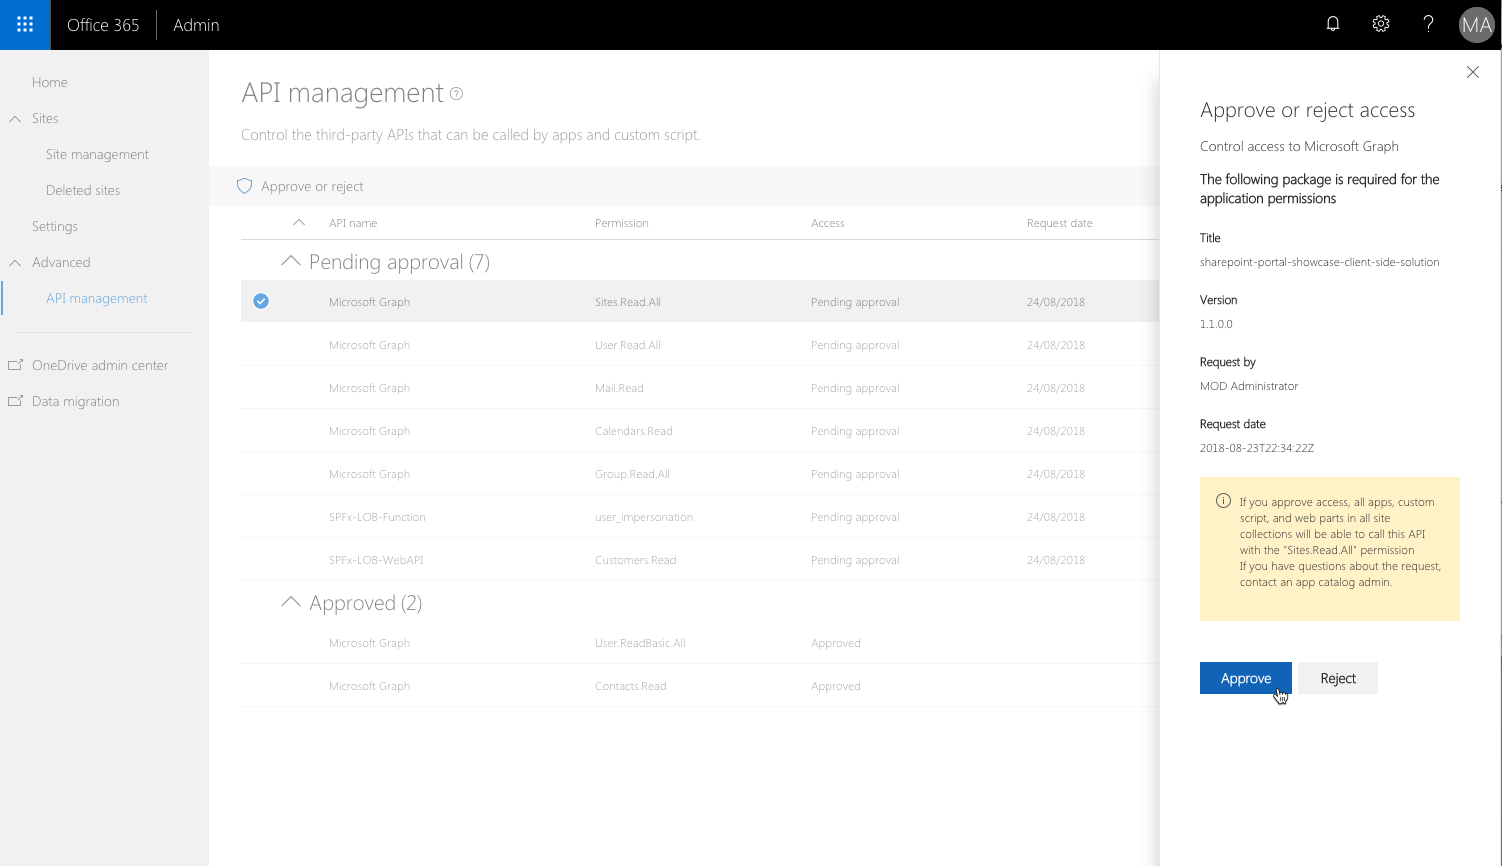 Office 365 Admin MA
Home
Sites
Site management
Deleted sites
Settings
Advanced
API management
OneDrive admin center
Data migration
API management
Control the third-party APIs that can be called by apps and custom script.
Approve or reject
API name Permission Access Request date
Pending approval (7)
Microsoft Graph Sites.Read.All Pending approval 24/08/2018
Microsoft Graph User.Read.All Pending approval 24/08/2018
Microsoft Graph Mail.Read Pending approval 24/08/2018
Microsoft Graph Calendars.Read Pending approval 24/08/2018
Microsoft Graph Group.Read.All Pending approval 24/08/2018
SPFx-LOB-Function user_impersonation Pending approval 24/08/2018
SPFx-LOB-WebAPI Customers.Read Pending approval 24/08/2018
Approved (2)
Microsoft Graph User.ReadBasic.All Approved
Microsoft Graph Contacts.Read Approved
Approve or reject access
Control access to Microsoft Graph
The following package is required for the
application permissions
Title
sharepoint-portal-showcase-client-side-solution
Version
1.1.0.0
Request by
MOD Administrator
Request date
2018-08-23T22:34:22Z
If you approve access, all apps, custom
script, and web parts in all site
collections will be able to call this API
with the "Sites.Read.All" permission
If you have questions about the request,
contact an app catalog admin.
Approve Reject